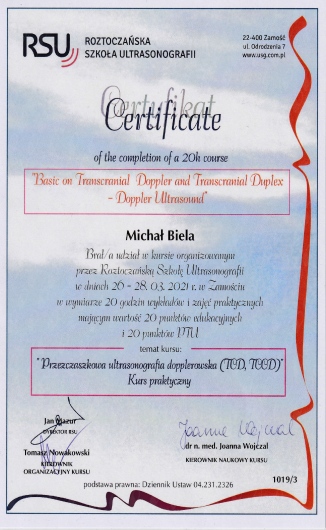 RSU ROZTOCZAŃSKA
SZKOŁA ULTRASONOGRAFII
22-400 Zamość
ul. Odrodzenia 7
www.usg.com.pl
Certyfikat
Certificate
of the completion of a 20h course
"Basic on Transcranial Doppler and Transcranial Duplex
- Doppler Ultrasound"
Michał Biela
Brał/a udział w kursie organizowanym
przez Roztoczańską Szkołę Ultrasonografii
w dniach 26 - 28.03.2021 r. w Zamościu
w wymiarze 20 godzin wykładów i zajęć praktycznych
mającym wartość 20 punktów edukacyjnych
i 20 punktów PTU
temat kursu:
"Przezczaszkowa ultrasonografia dopplerowska (TCD, TCCD)"
Kurs praktyczny
Jan Mazur
DYREKTOR RSU
Tomasz Nowakowski
KIEROWNIK
ORGANIZACYJNY KURSU
Joanna Wojczal
dr n. med. Joanna Wojczal
KIEROWNIK NAUKOWY KURSU
podstawa prawna: Dziennik Ustaw 04.231.2326
1019/3